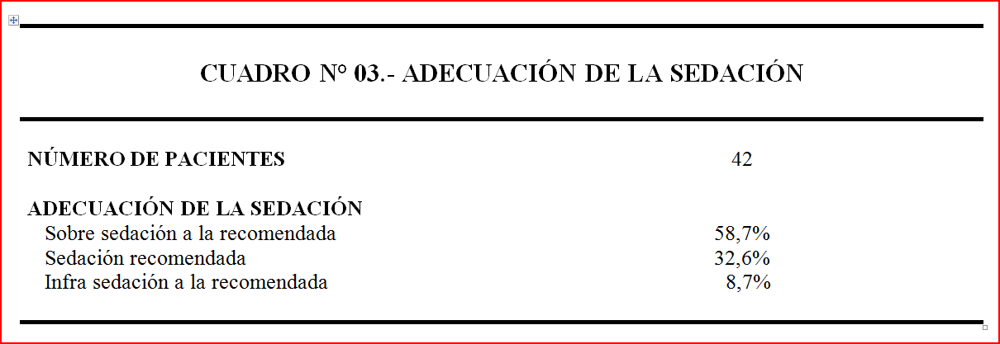 CUADRO Nº 03.- ADECUACIÓN DE LA SEDACIÓN
NÚMERO DE PACIENTES 42
ADECUACIÓN DE LA SEDACIÓN
Sobre sedación a la recomendada 58,7%
Sedación recomendada 32,6%
Infra sedación a la recomendada 8,7%